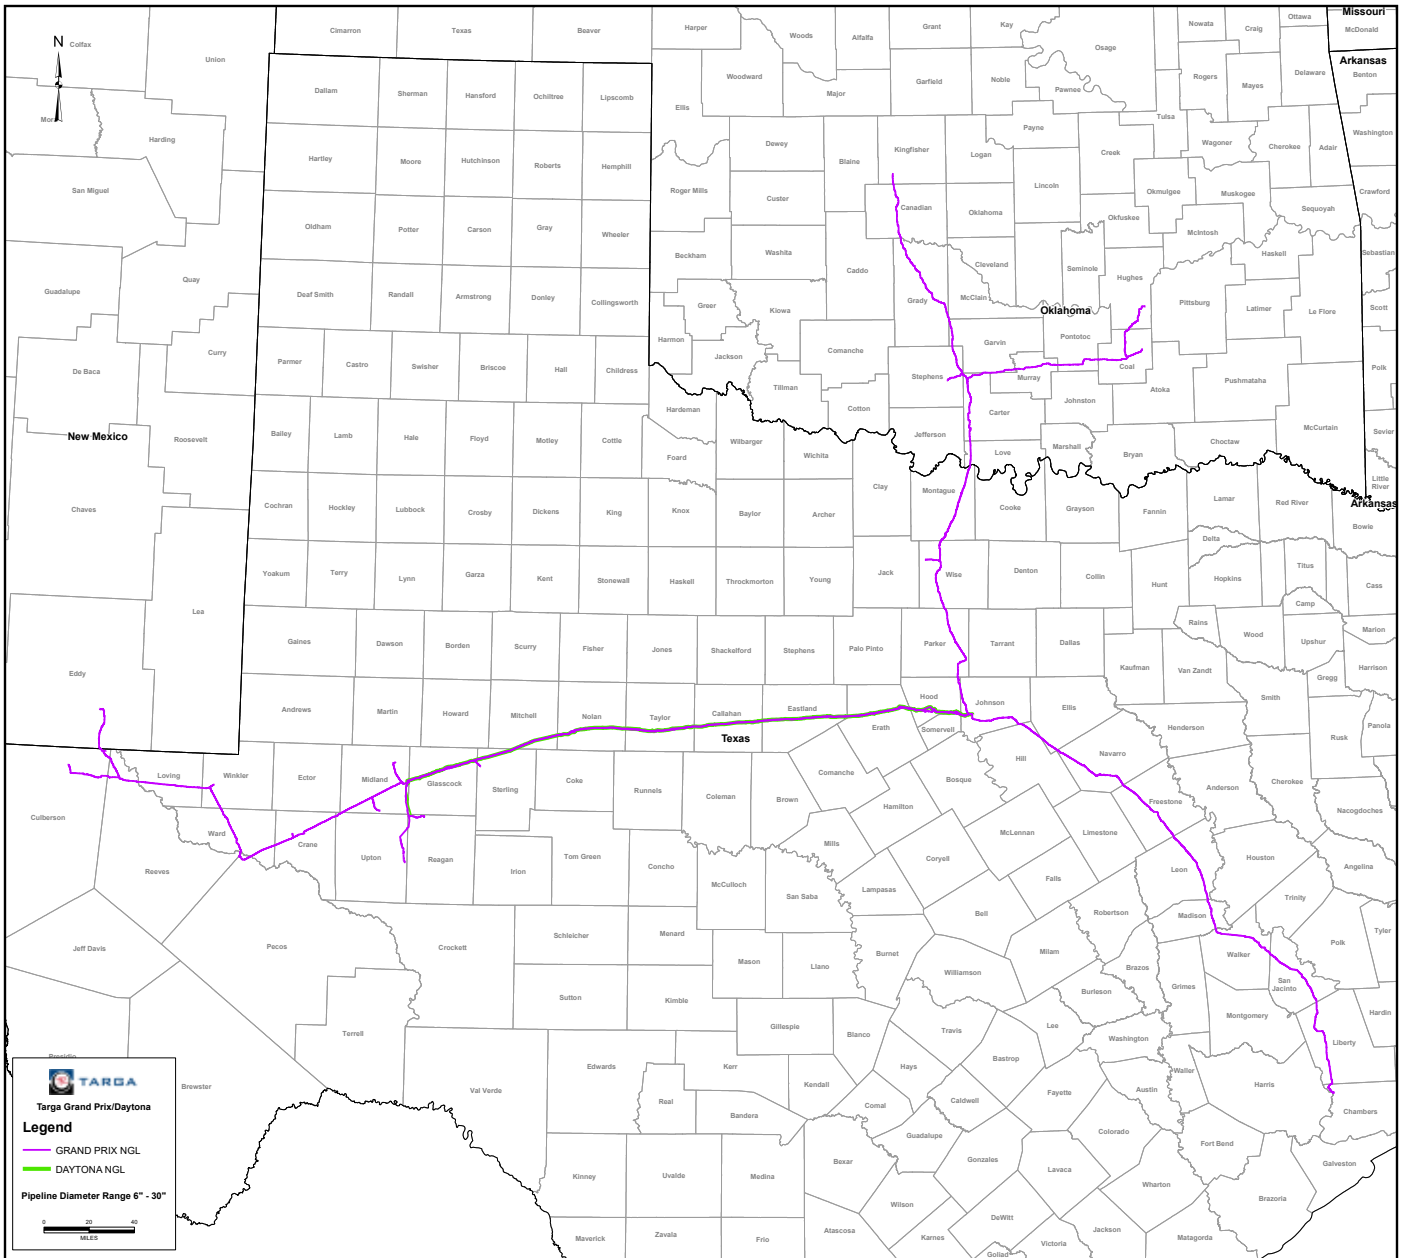 Missouri
Cimarron
Texas
Beaver
Harper
Woods
Alfalfa
Grant
Kay
Osage
Nowata
Craig
Ottawa
McDonald
N
Colfax
Union
Arkansas
Woodward
Major
Garfield
Noble
Pawnee
Rogers
Mayes
Delaware
Benton
Dallam
Sherman
Hansford
Ochiltree
Lipscomb
Ellis
Mora
Harding
Dewey
Blaine
Kingfisher
Logan
Payne
Creek
Tulsa
Wagoner
Cherokee
Adair
Washington
Hartley
Moore
Hutchinson
Roberts
Hemphill
San Miguel
Roger Mills
Custer
Canadian
Oklahoma
Lincoln
Okmulgee
Muskogee
Sequoyah
Crawford
Okfuskee
McIntosh
Oldham
Potter
Carson
Gray
Wheeler
Beckham
Washita
Caddo
Cleveland
Seminole
Hughes
Haskell
Sebastian
Quay
Guadalupe
Deaf Smith
Randall
Armstrong
Donley
Collingsworth
Greer
Kiowa
Grady
McClain
Oklahoma
Pittsburg
Latimer
Le Flore
Scott
Harmon
Jackson
Comanche
Garvin
Pontotoc
Curry
De Baca
Parmer
Castro
Swisher
Briscoe
Hall
Childress
Tillman
Stephens
Murray
Coal
Atoka
Pushmataha
Polk
Johnston
Cotton
Carter
Hardeman
New Mexico
Roosevelt
Bailey
Lamb
Hale
Floyd
Motley
Cottle
Foard
Wilbarger
Wichita
Jefferson
Love
Marshall
Bryan
Choctaw
McCurtain
Sevier
Little
River
Clay
Montague
Cooke
Grayson
Fannin
Lamar
Red River
Arkansas
Bowie
Chaves
Cochran
Hockley
Lubbock
Crosby
Dickens
King
Knox
Baylor
Archer
Delta
Yoakum
Terry
Lynn
Garza
Kent
Stonewall
Haskell
Throckmorton
Young
Jack
Wise
Denton
Collin
Hunt
Hopkins
Titus
Cass
Camp
Lea
Rains
Wood
Upshur
Marion
Gaines
Dawson
Borden
Scurry
Fisher
Jones
Shackelford
Stephens
Palo Pinto
Parker
Tarrant
Dallas
Kaufman
Van Zandt
Harrison
Gregg
Eddy
Smith
Andrews
Martin
Howard
Mitchell
Nolan
Taylor
Callahan
Eastland
Erath
Hood
Somervell
Johnson
Ellis
Henderson
Rusk
Panola
Texas
Loving
Winkler
Ector
Midland
Glasscock
Sterling
Coke
Runnels
Coleman
Brown
Comanche
Hamilton
Bosque
Hill
Navarro
Freestone
Anderson
Cherokee
Nacogdoches
Culberson
Ward
Crane
Upton
Reagan
Irion
Tom Green
Concho
Mills
Coryell
McLennan
Limestone
Leon
Houston
Angelina
Reeves
McCulloch
San Saba
Lampasas
Bell
Falls
Robertson
Madison
Trinity
Tyler
Jeff Davis
Pecos
Crockett
Schleicher
Menard
Mason
Llano
Burnet
Williamson
Milam
Brazos
Grimes
Walker
San
Jacinto
Polk
Sutton
Kimble
Gillespie
Blanco
Travis
Burleson
Lee
Montgomery
Liberty
Hardin
Terrell
Washington
Presidio
Brewster
Val Verde
Edwards
Real
Kerr
Kendall
Bandera
Hays
Comal
Caldwell
Bastrop
Fayette
Austin
Waller
Harris
Chambers
Guadalupe
Gonzales
Colorado
Lavaca
Fort Bend
Galveston
Kinney
Uvalde
Medina
Bexar
Wilson
Wharton
Brazoria
DeWitt
Maverick
Zavala
Frio
Atascosa
Karnes
Goliad
Victoria
Jackson
Matagorda
TARGA
Targa Grand Prix/Daytona
Legend
GRAND PRIX NGL
DAYTONA NGL
Pipeline Diameter Range 6" - 30"
0 20 40
MILES